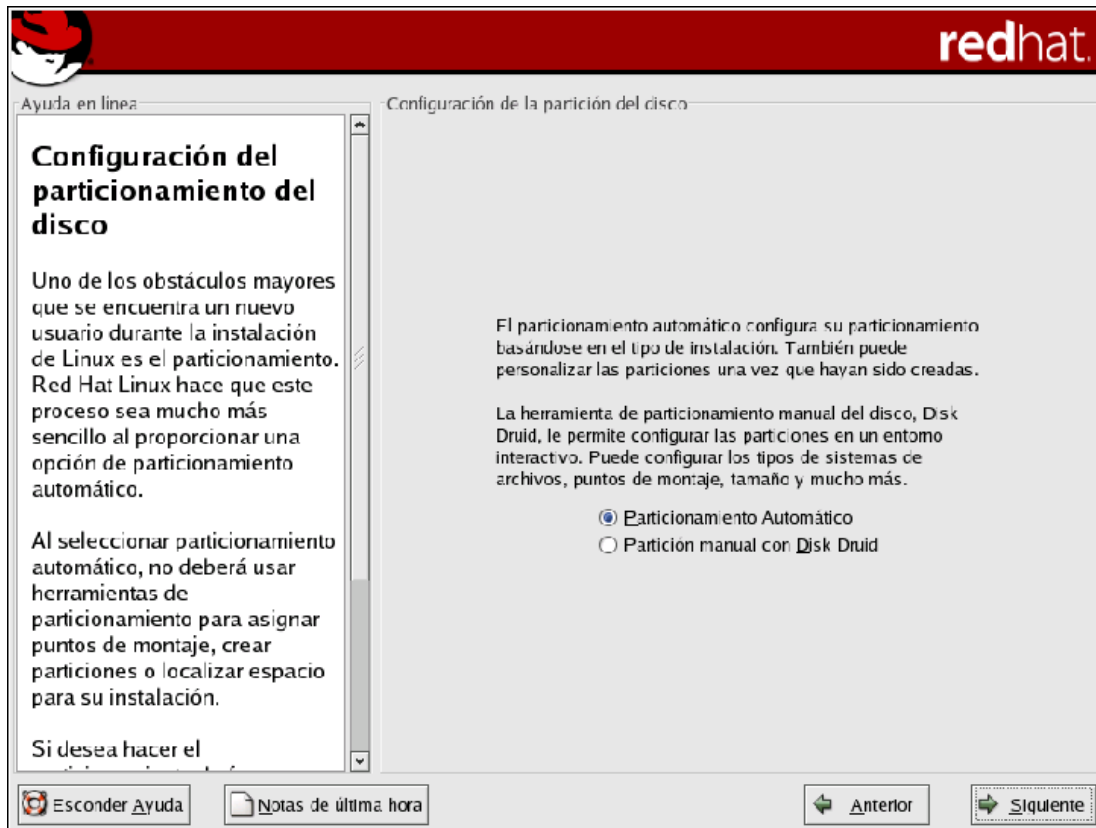 redhat.
Ayuda en línea
Configuración del
particionamiento del
disco
Uno de los obstáculos mayores
que se encuentra un nuevo
usuario durante la instalación
de Linux es el particionamiento.
Red Hat Linux hace que este
proceso sea mucho más
sencillo al proporcionar una
opción de particionamiento
automático.
Al seleccionar particionamiento
automático, no deberá usar
herramientas de
particionamiento para asignar
puntos de montaje, crear
particiones o localizar espacio
para su instalación.
Si desea hacer el
Configuración de la partición del disco
El particionamiento automático configura su particionamiento
basándose en el tipo de instalación. También puede
personalizar las particiones una vez que hayan sido creadas.
La herramienta de particionamiento manual del disco, Disk
Druid, le permite configurar las particiones en un entorno
interactivo. Puede configurar los tipos de sistemas de
archivos, puntos de montaje, tamaño y mucho más.
Particionamiento Automático
Partición manual con Disk Druid
Esconder Ayuda
Notas de última hora
Anterior
Siguiente